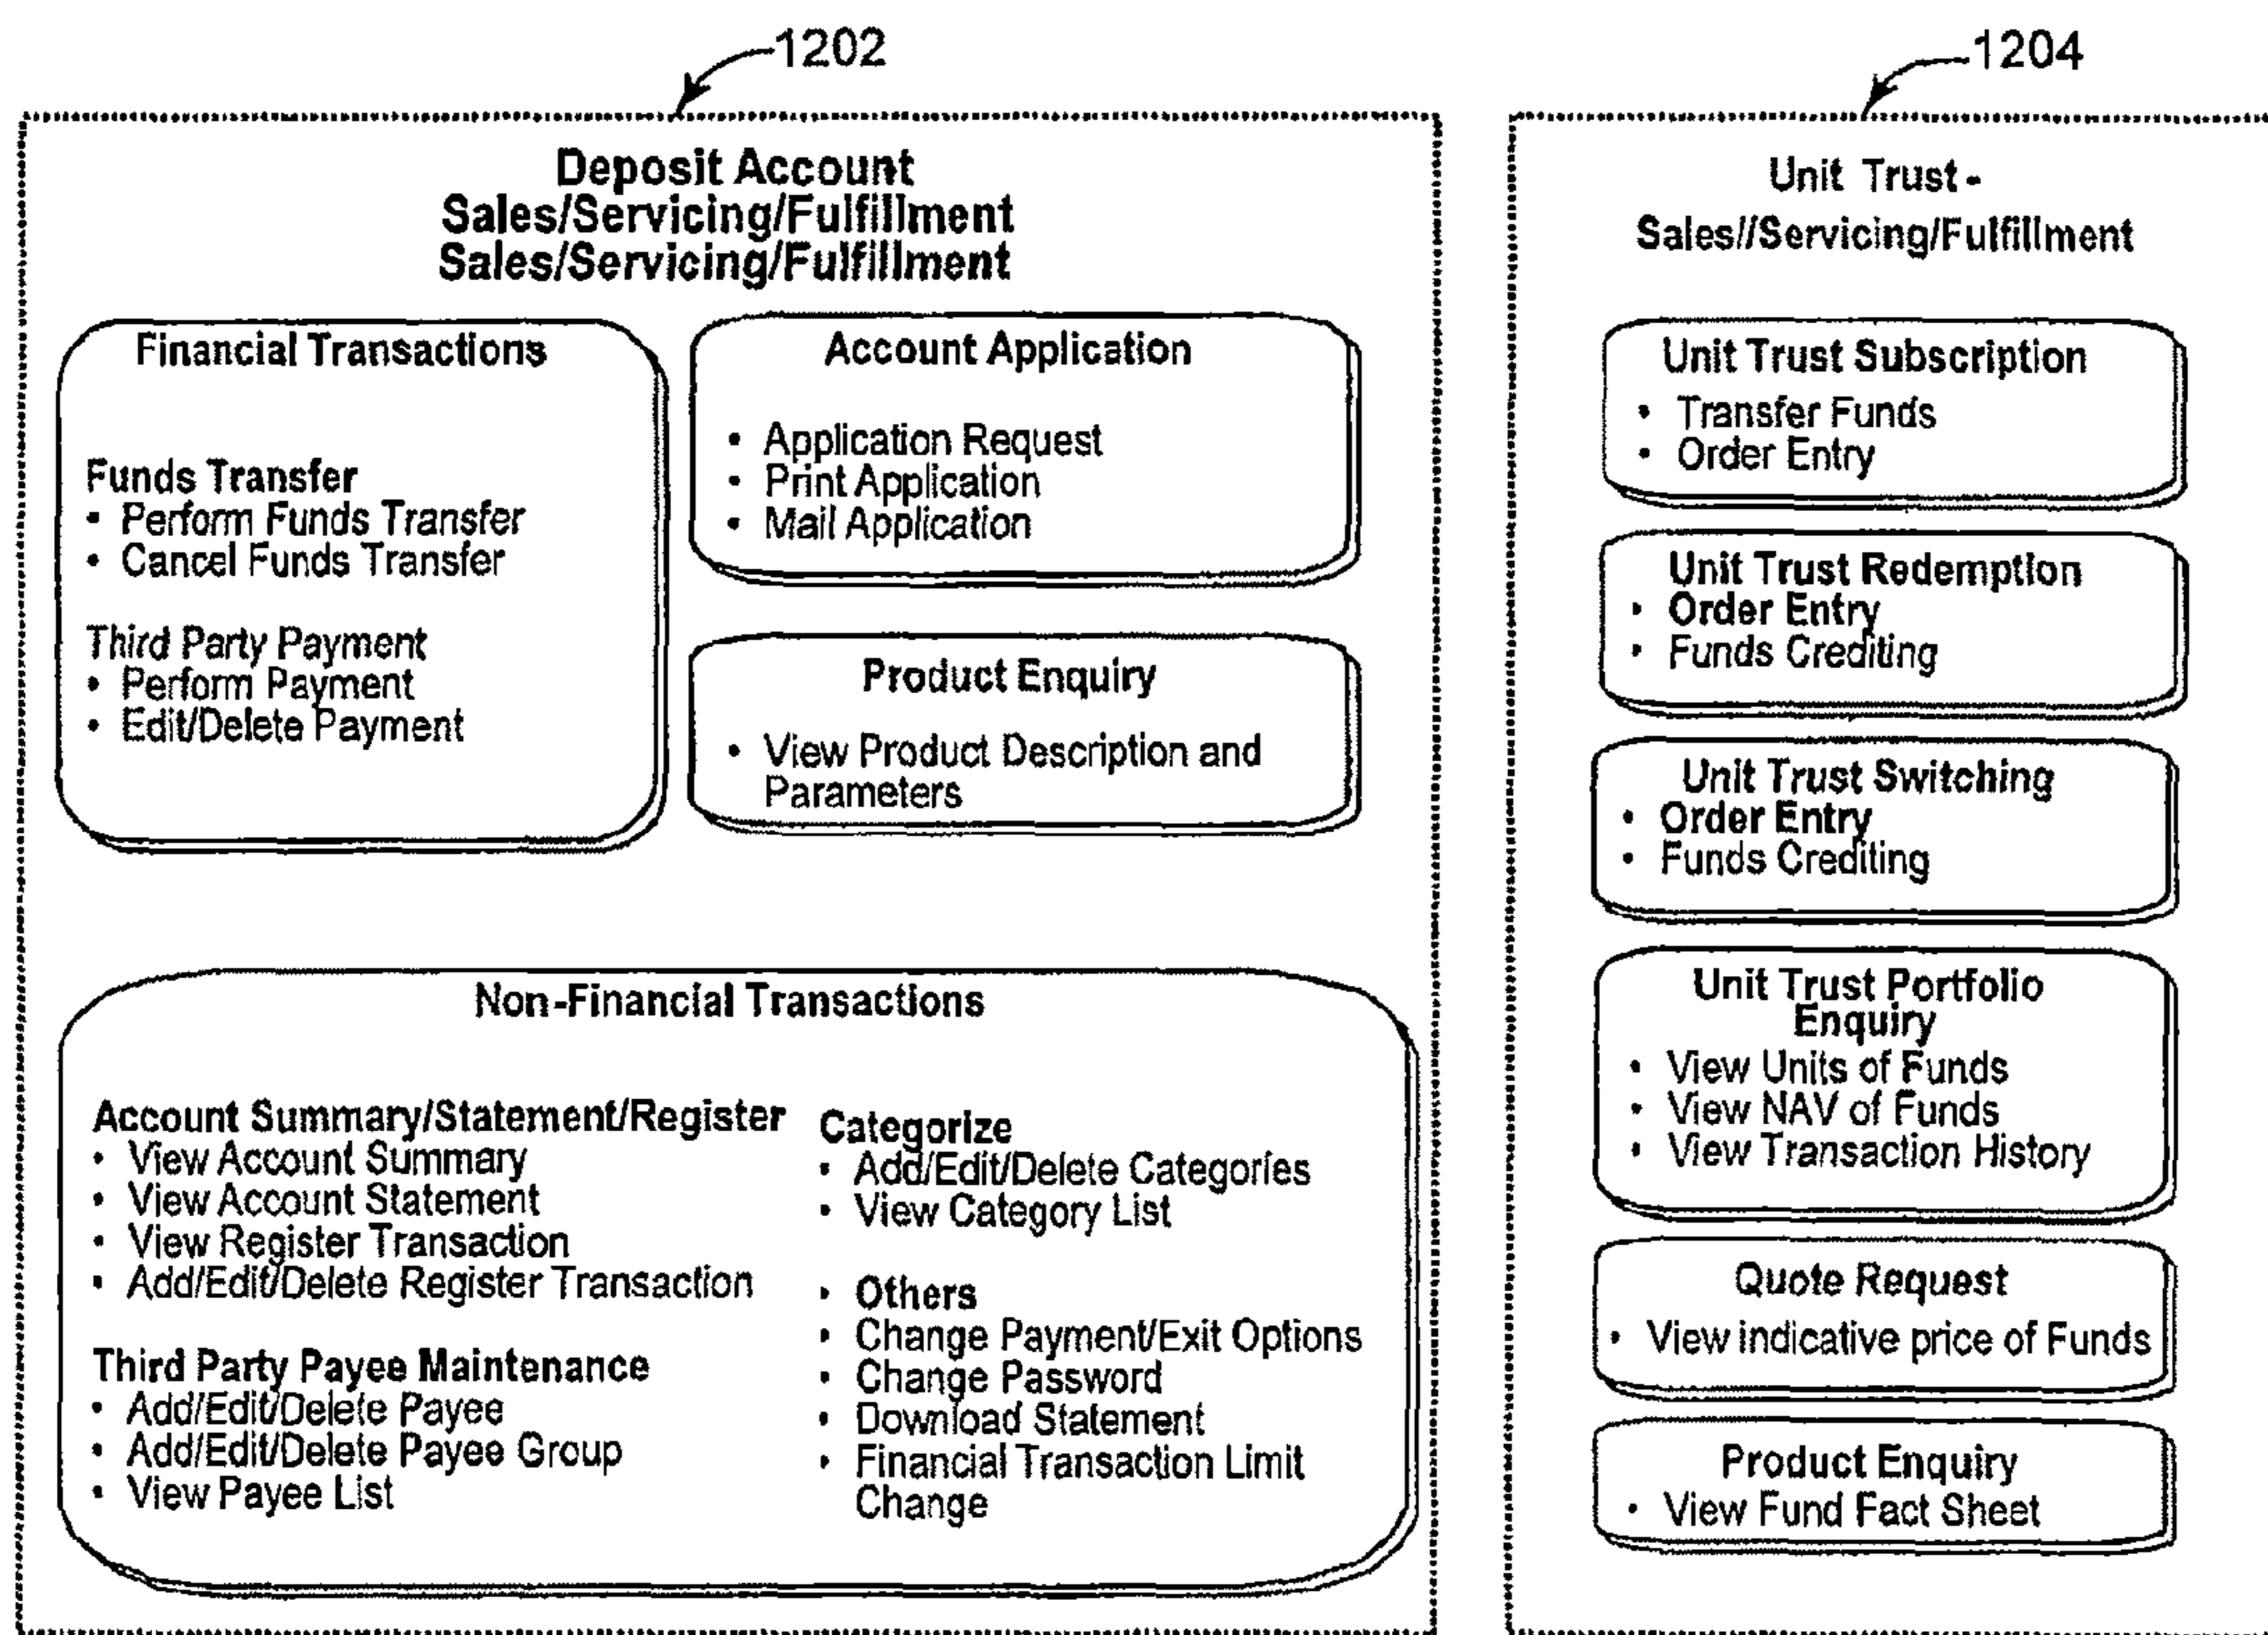 1202
Deposit Account
Sales/Servicing/Fulfillment
Sales/Servicing/Fulfillment
Financial Transactions
Funds Transfer
• Perform Funds Transfer
• Cancel Funds Transfer
Third Party Payment
• Perform Payment
• Edit/Delete Payment
Account Application
• Application Request
• Print Application
• Mail Application
Product Enquiry
• View Product Description and
Parameters
Non-Financial Transactions
Account Summary/Statement/Register
• View Account Summary
• View Account Statement
• View Register Transaction
• Add/Edit/Delete Register Transaction
Third Party Payee Maintenance
• Add/Edit/Delete Payee
• Add/Edit/Delete Payee Group
• View Payee List
Categorize
• Add/Edit/Delete Categories
• View Category List
• Others
• Change Payment/Exit Options
• Change Password
• Download Statement
• Financial Transaction Limit
Change
1204
Unit Trust -
Sales//Servicing/Fulfillment
Unit Trust Subscription
• Transfer Funds
• Order Entry
Unit Trust Redemption
• Order Entry
• Funds Crediting
Unit Trust Switching
• Order Entry
• Funds Crediting
Unit Trust Portfolio
Enquiry
• View Units of Funds
• View NAV of Funds
• View Transaction History
Quote Request
• View indicative price of Funds
Product Enquiry
• View Fund Fact Sheet